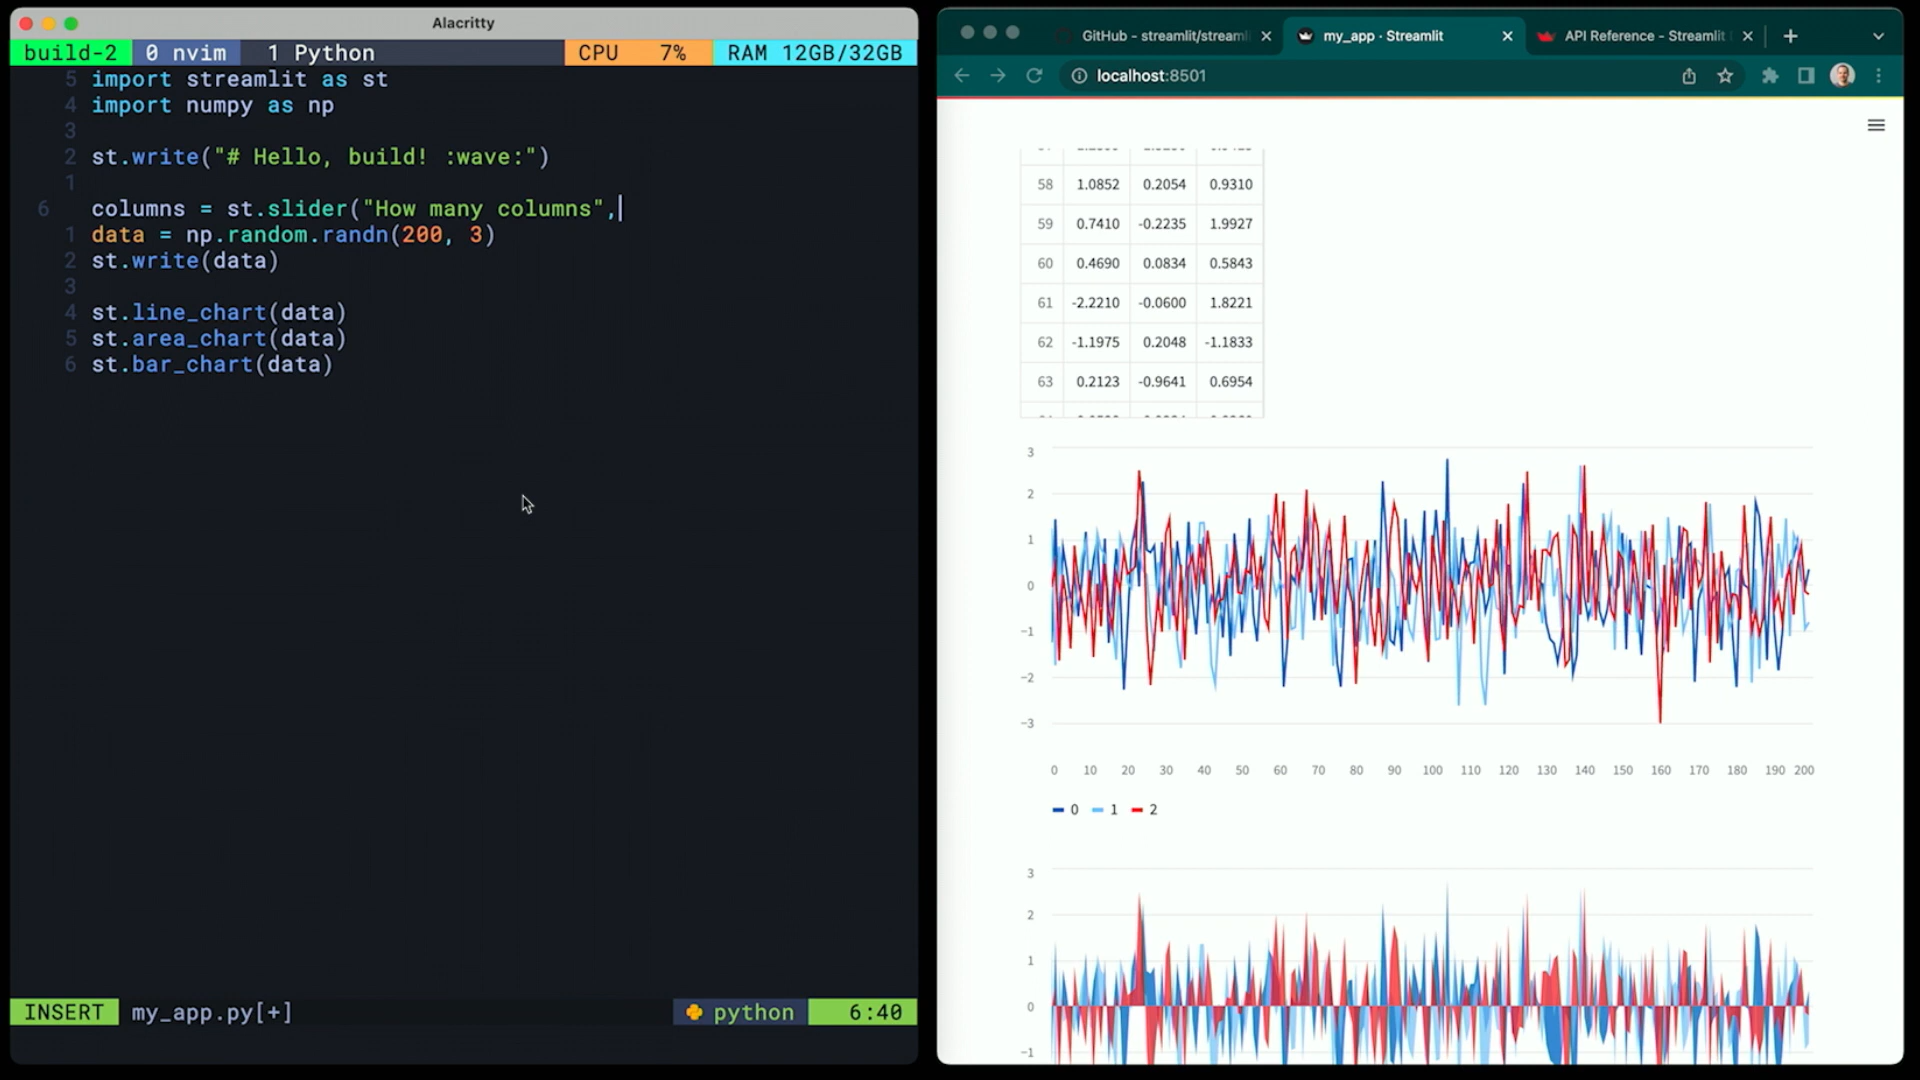 Alacritty
build-2 0 nvim 1 Python CPU 7% RAM 12GB/32GB
5 import streamlit as st
4 import numpy as np
3
2 st.write("# Hello, build! :wave:")
1
6 columns = st.slider("How many columns",
1 data = np.random.randn(200, 3)
2 st.write(data)
3
4 st.line_chart(data)
5 st.area_chart(data)
6 st.bar_chart(data)
INSERT my_app.py[+] python 6:40
GitHub - streamlit/streaml my_app · Streamlit API Reference - Streamlit
localhost:8501
58 1.0852 0.2054 0.9310
59 0.7410 -0.2235 1.9927
60 0.4690 0.0834 0.5843
61 -2.2210 -0.0600 1.8221
62 -1.1975 0.2048 -1.1833
63 0.2123 -0.9641 0.6954
3
2
1
0
−1
−2
−3
0 10 20 30 40 50 60 70 80 90 100 110 120 130 140 150 160 170 180 190 200
0 1 2
3
2
1
0
−1